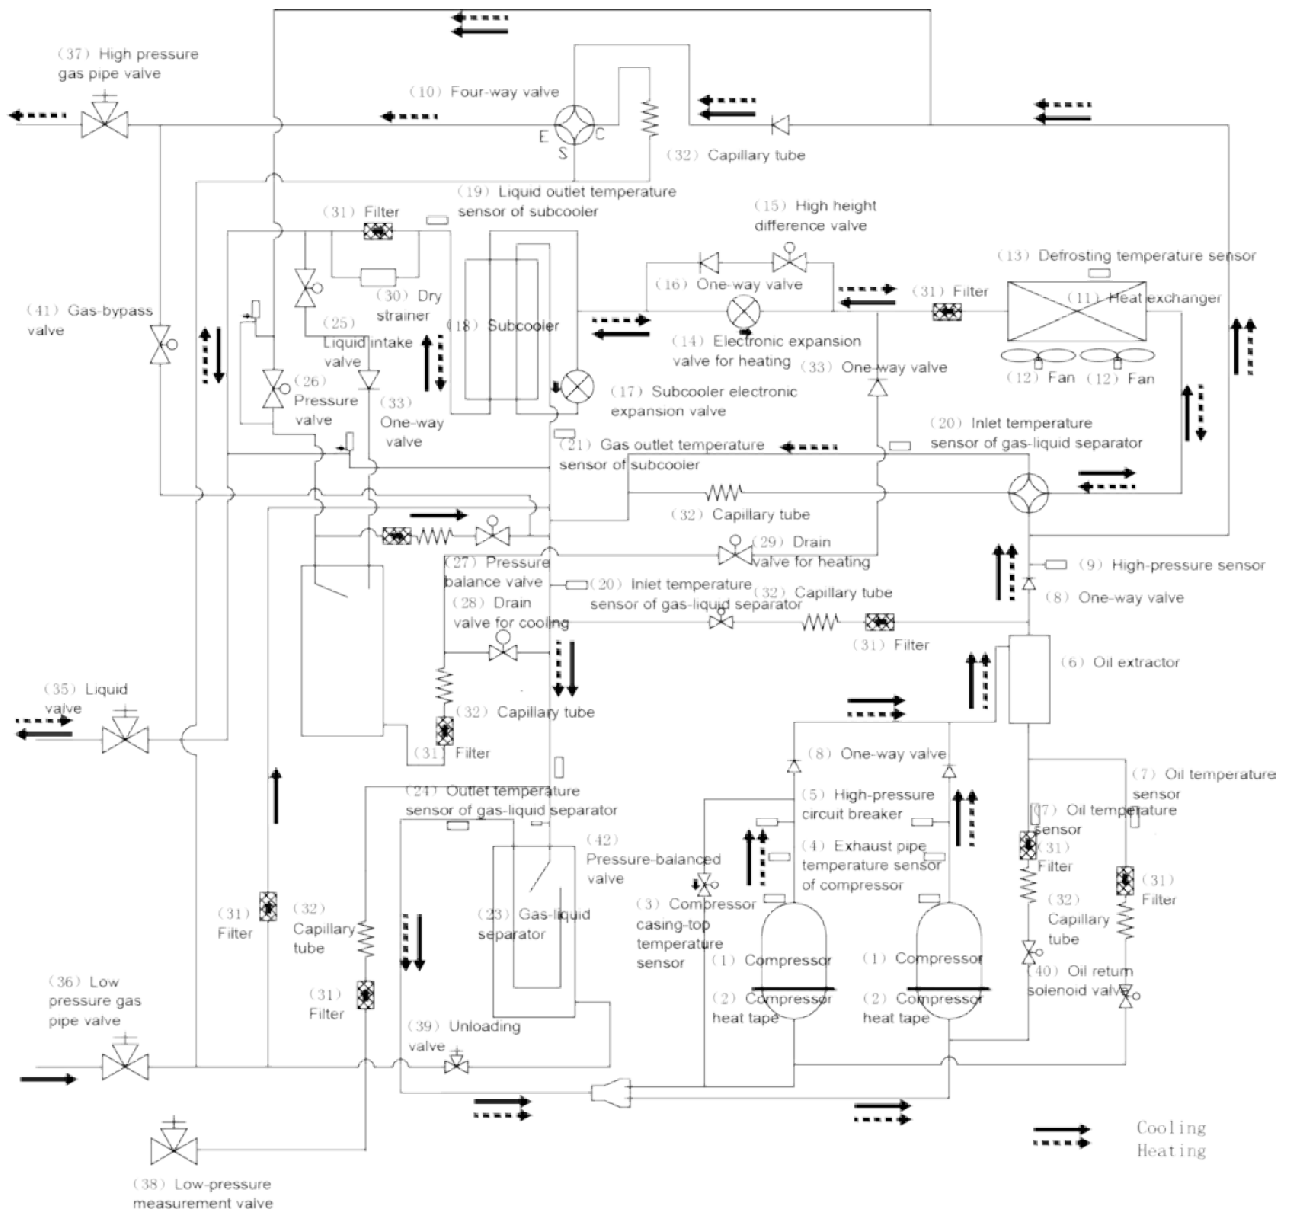 (37) High pressure
gas pipe valve
(10) Four-way valve
E
C
S
(32) Capillary tube
(19) Liquid outlet temperature
sensor of subcooler
(31) Filter
(15) High height
difference valve
(13) Defrosting temperature sensor
(30) Dry
strainer
(16) One-way valve
(31) Filter
(11) Heat exchanger
(41) Gas-bypass
valve
(25)
Liquid intake
valve
(18) Subcooler
(14) Electronic expansion
valve for heating
(33) One-way valve
(12) Fan
(12) Fan
(26)
Pressure
valve
(33)
One-way
valve
(17) Subcooler electronic
expansion valve
(20) Inlet temperature
sensor of gas-liquid separator
(21) Gas outlet temperature
sensor of subcooler
(32) Capillary tube
(29) Drain
valve for heating
(27) Pressure
balance valve
(9) High-pressure sensor
(20) Inlet temperature
sensor of gas-liquid separator
(32)
Capillary tube
(8) One-way valve
(28) Drain
valve for cooling
(31) Filter
(6) Oil extractor
(35) Liquid
valve
(32) Capillary tube
(31) Filter
(8) One-way valve
(7) Oil temperature
sensor
(24) Outlet temperature
sensor of gas-liquid separator
(5) High-pressure
circuit breaker
(7) Oil temperature
sensor
(42)
Pressure-balanced
valve
(4) Exhaust pipe
temperature sensor
of compressor
(31)
Filter
(31)
Filter
(31)
Filter
(32)
Capillary
tube
(23) Gas-liquid
separator
(3) Compressor
casing-top
temperature
sensor
(32)
Capillary
tube
(1) Compressor
(1) Compressor
(40) Oil return
solenoid valve
(36) Low
pressure gas
pipe valve
(31)
Filter
(2) Compressor
heat tape
(2) Compressor
heat tape
(39) Unloading
valve
Cooling
Heating
(38) Low-pressure
measurement valve